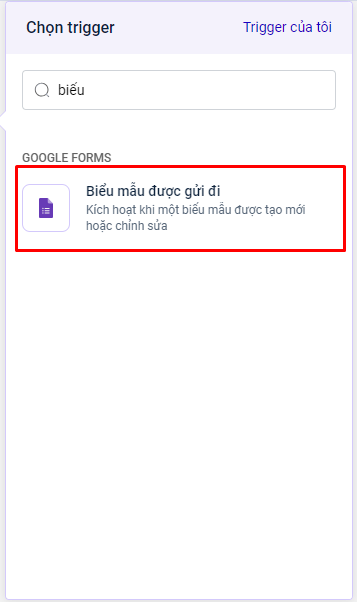 Chọn trigger
Trigger của tôi
biếu
GOOGLE FORMS
Biểu mẫu được gửi đi
Kích hoạt khi một biểu mẫu được tạo mới
hoặc chỉnh sửa